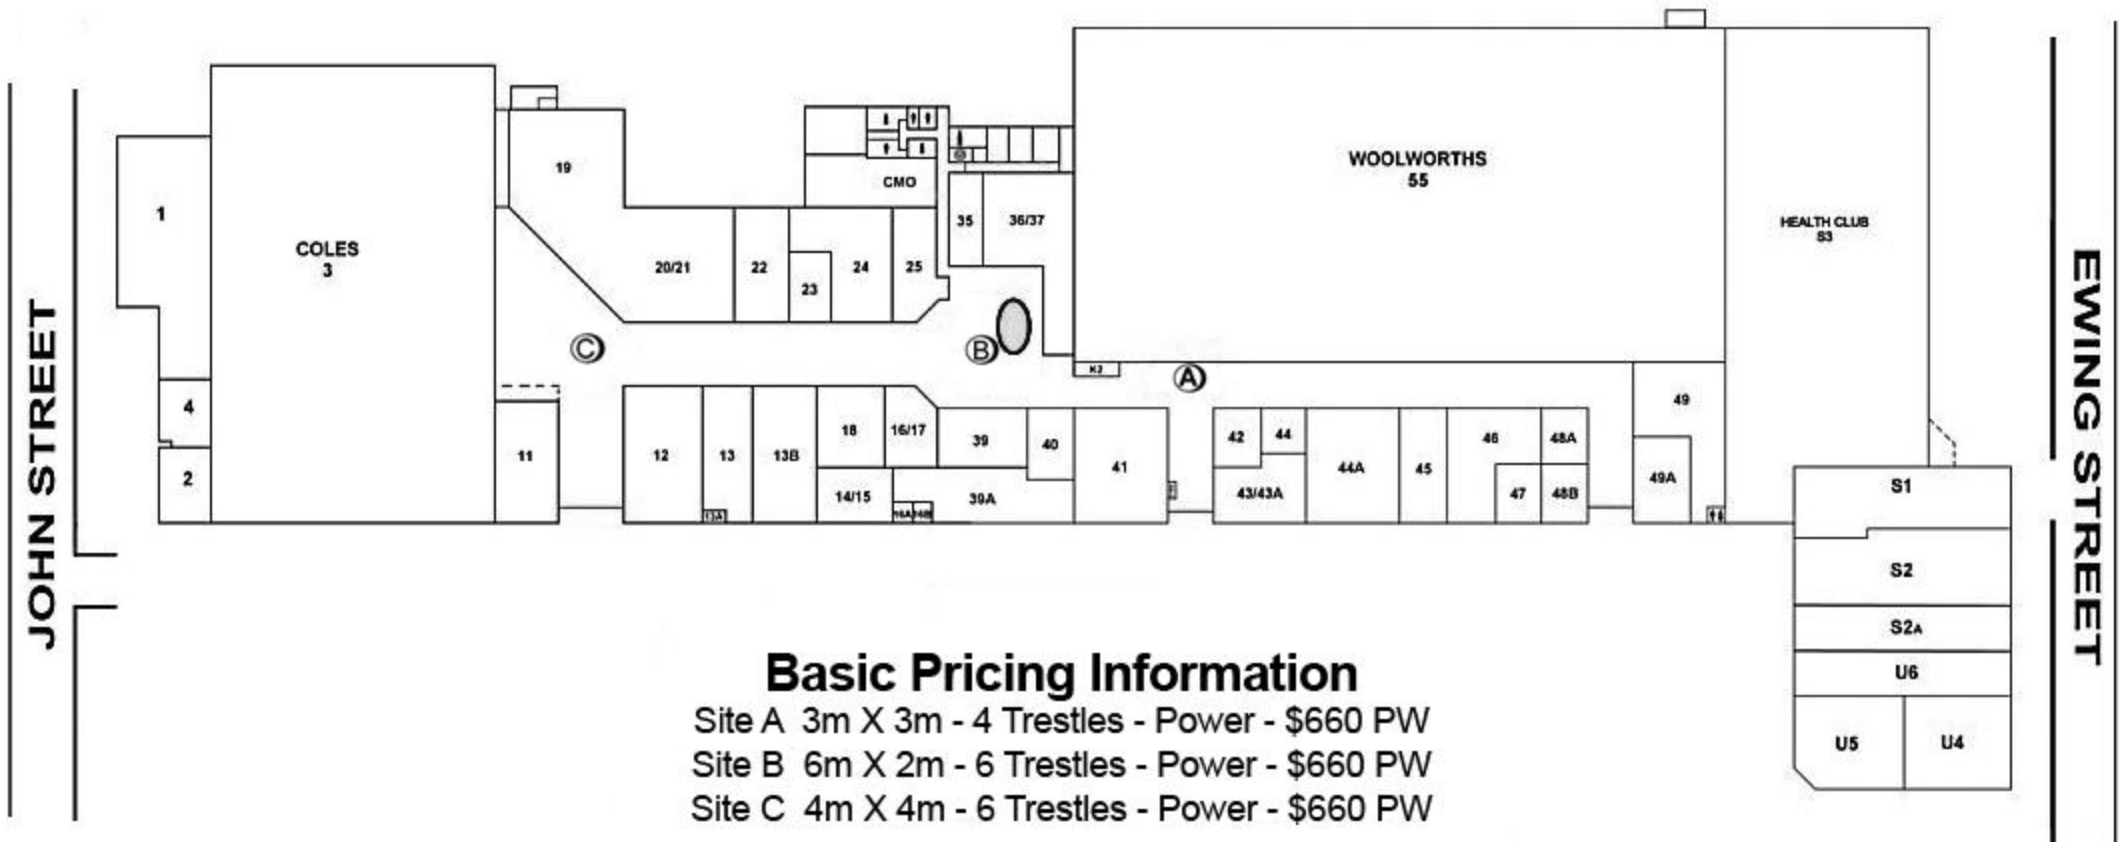 JOHN STREET
1
COLES
3
4
2
11
19
20/21
22
23
24
25
CMO
35
36/37
C
B
A
K2
12
13
13A
13B
18
16/17
14/15
16A
16B
39
39A
40
41
42
44
43/43A
44A
45
46
47
48A
48B
49
49A
WOOLWORTHS
55
HEALTH CLUB
S3
S1
S2
S2A
U6
U5
U4
EWING STREET
Basic Pricing Information
Site A 3m X 3m - 4 Trestles - Power - $660 PW
Site B 6m X 2m - 6 Trestles - Power - $660 PW
Site C 4m X 4m - 6 Trestles - Power - $660 PW